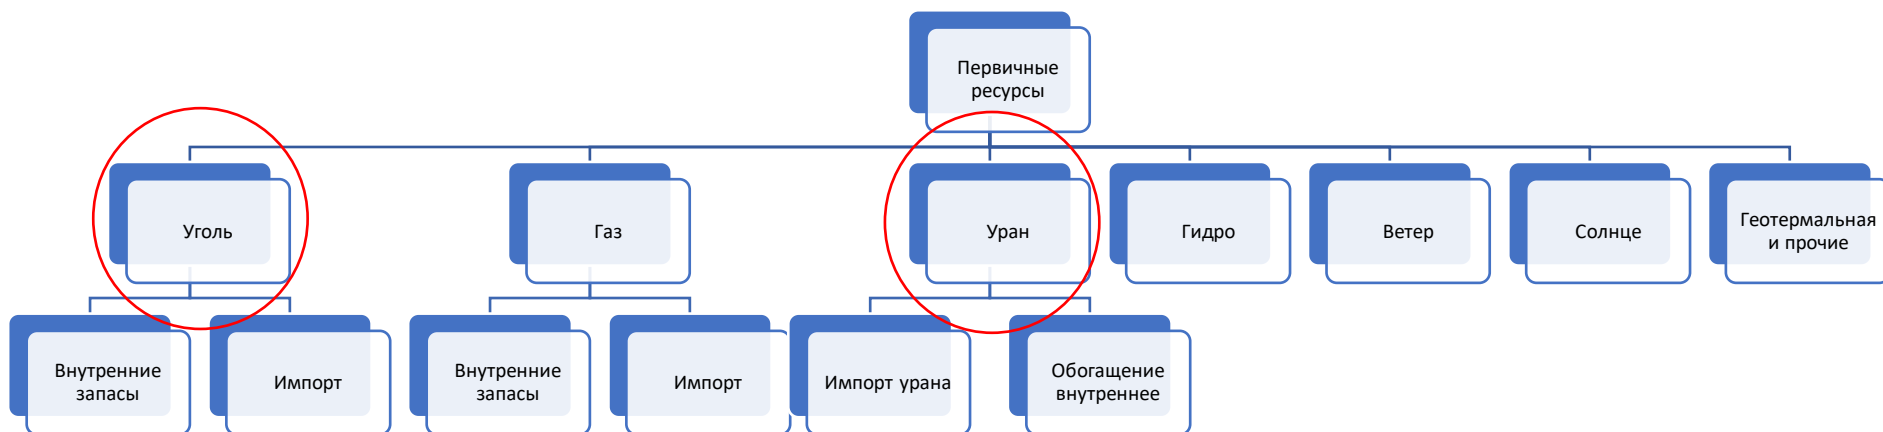 Первичные
ресурсы
Уголь
Газ
Уран
Гидро
Ветер
Солнце
Геотермальная
и прочие
Внутренние
запасы
Импорт
Внутренние
запасы
Импорт
Импорт урана
Обогащение
внутреннее